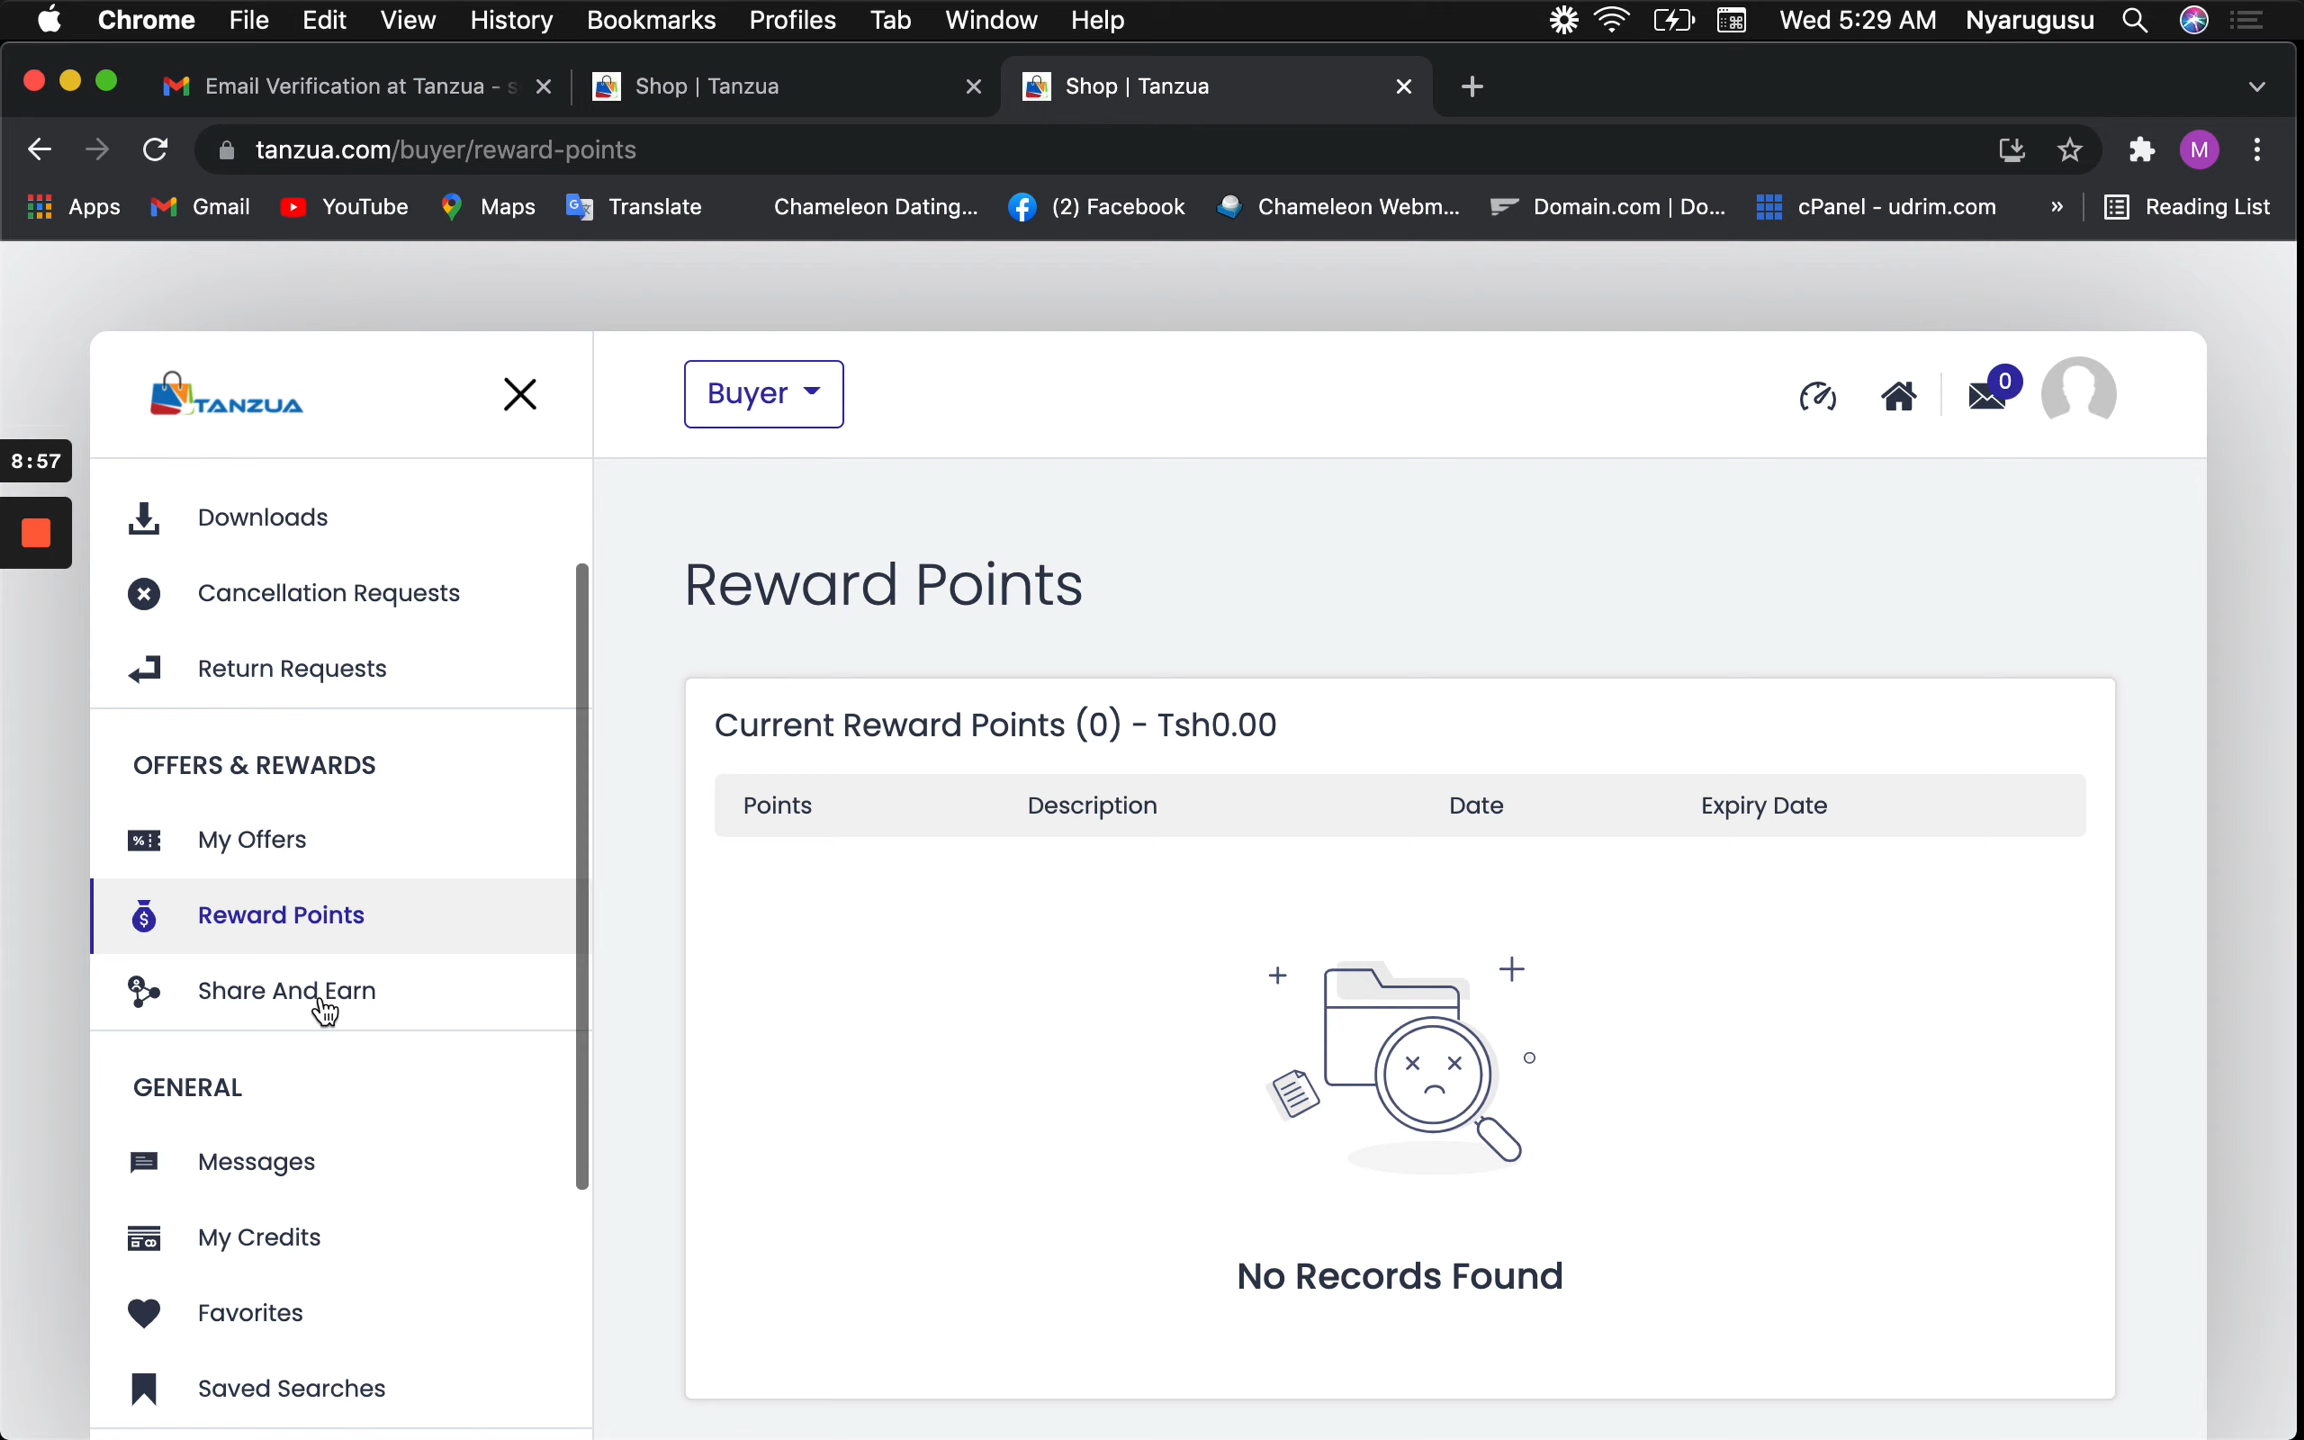 Chrome File Edit View History Bookmarks Profiles Tab Window Help Wed 5:29 AM Nyarugusu
Email Verification at Tanzua - s Shop | Tanzua Shop | Tanzua
tanzua.com/buyer/reward-points M
Apps Gmail YouTube Maps Translate Chameleon Dating... (2) Facebook Chameleon Webm... Domain.com | Do... cPanel - udrim.com » Reading List
TANZUA
Buyer
0
8:57
Downloads
Cancellation Requests
Return Requests
OFFERS & REWARDS
My Offers
Reward Points
Share And Earn
GENERAL
Messages
My Credits
Favorites
Saved Searches
Reward Points
Current Reward Points (0) - Tsh0.00
Points Description Date Expiry Date
No Records Found